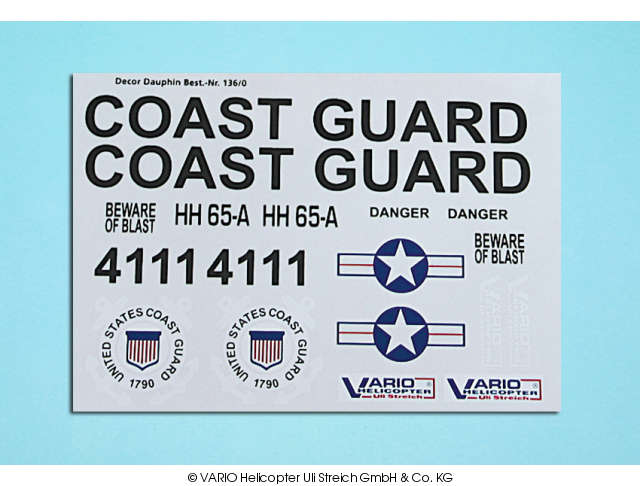 Decor Dauphin Best.-Nr. 136/0
COAST GUARD
COAST GUARD
BEWARE
OF BLAST
HH 65-A
HH 65-A
DANGER
DANGER
BEWARE
OF BLAST
4111
4111
UNITED STATES COAST GUARD
1790
UNITED STATES COAST GUARD
1790
VARIO
HELICOPTER
Uli Streich
VARIO
HELICOPTER
Uli Streich
© VARIO Helicopter Uli Streich GmbH & Co. KG